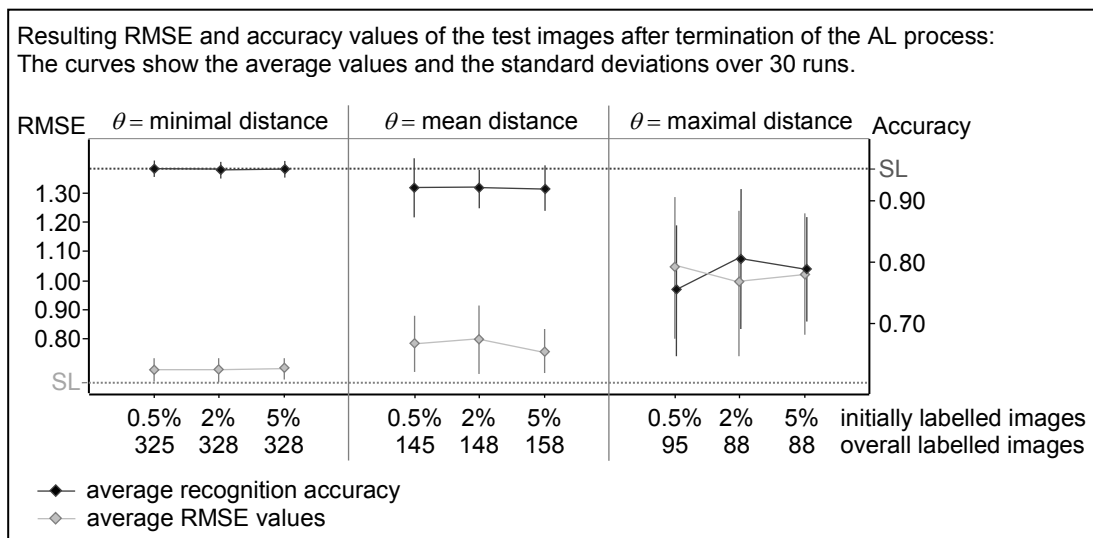 Resulting RMSE and accuracy values of the test images after termination of the AL process:
The curves show the average values and the standard deviations over 30 runs.
RMSE θ = minimal distance θ = mean distance θ = maximal distance Accuracy
SL
1.30
0.90
1.20
1.10
0.80
1.00
0.90
0.70
0.80
SL
0.5% 2% 5% 0.5% 2% 5% 0.5% 2% 5% initially labelled images
325 328 328 145 148 158 95 88 88 overall labelled images
average recognition accuracy
average RMSE values